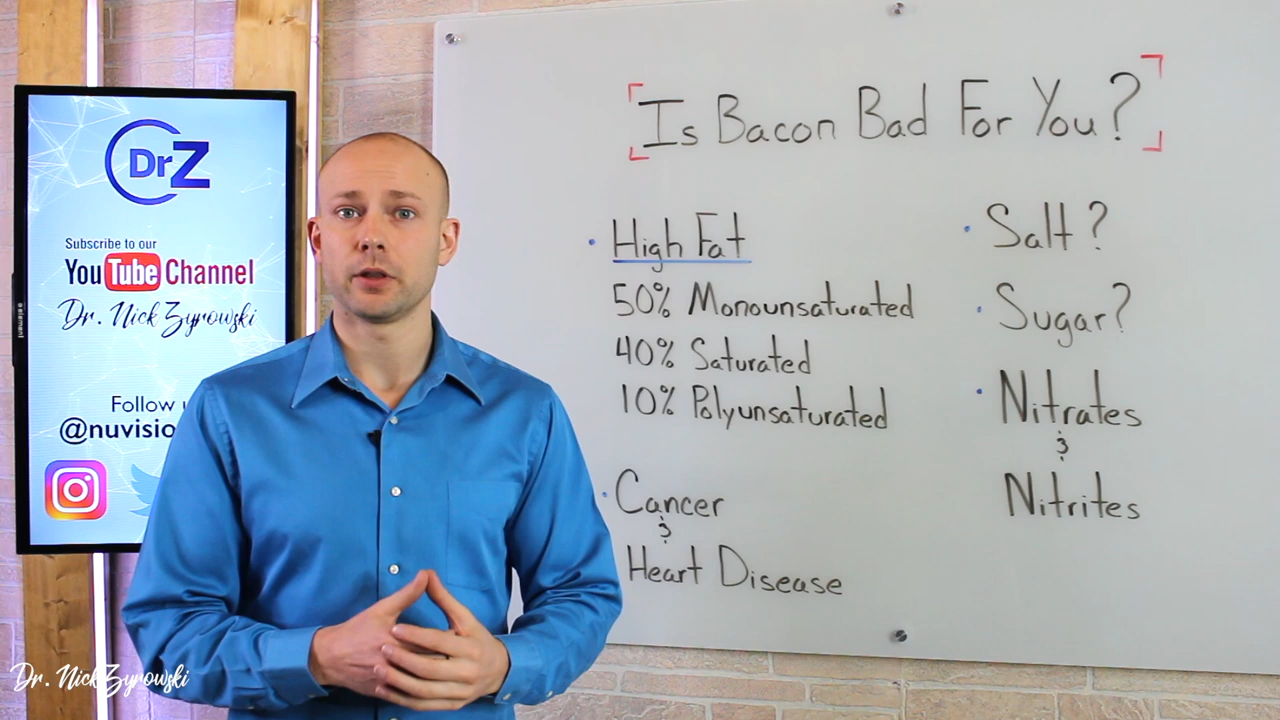 DrZ
Subscribe to our
YouTube Channel
Dr. Nick Zyrowski
Follow u
@nuvisio
element
Is Bacon Bad For You?
• High Fat
50% Monounsaturated
40% Saturated
10% Polyunsaturated
• Cancer
&
Heart Disease
• Salt?
• Sugar?
• Nitrates
&
Nitrites
Dr. Nick Zyrowski